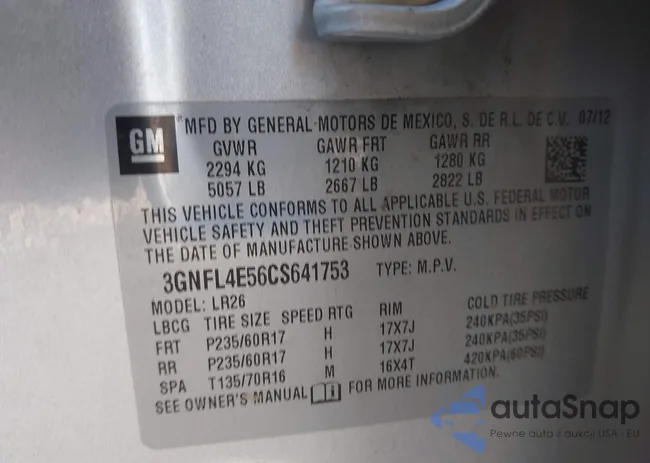 GM
MFD BY GENERAL MOTORS DE MEXICO, S. DE R.L. DE C.V. 07/12
GVWR GAWR FRT GAWR RR
2294 KG 1210 KG 1280 KG
5057 LB 2667 LB 2822 LB
THIS VEHICLE CONFORMS TO ALL APPLICABLE U.S. FEDERAL MOTOR
VEHICLE SAFETY AND THEFT PREVENTION STANDARDS IN EFFECT ON
THE DATE OF MANUFACTURE SHOWN ABOVE.
3GNFL4E56CS641753 TYPE: M.P.V.
MODEL: LR26
LBCG TIRE SIZE SPEED RTG RIM COLD TIRE PRESSURE
FRT P235/60R17 H 17X7J 240KPA(35PSI)
RR P235/60R17 H 17X7J 240KPA(35PSI)
SPA T135/70R16 M 16X4T 420KPA(60PSI)
SEE OWNER'S MANUAL FOR MORE INFORMATION.
autaSnap
Pewne auta z aukcji USA - EU